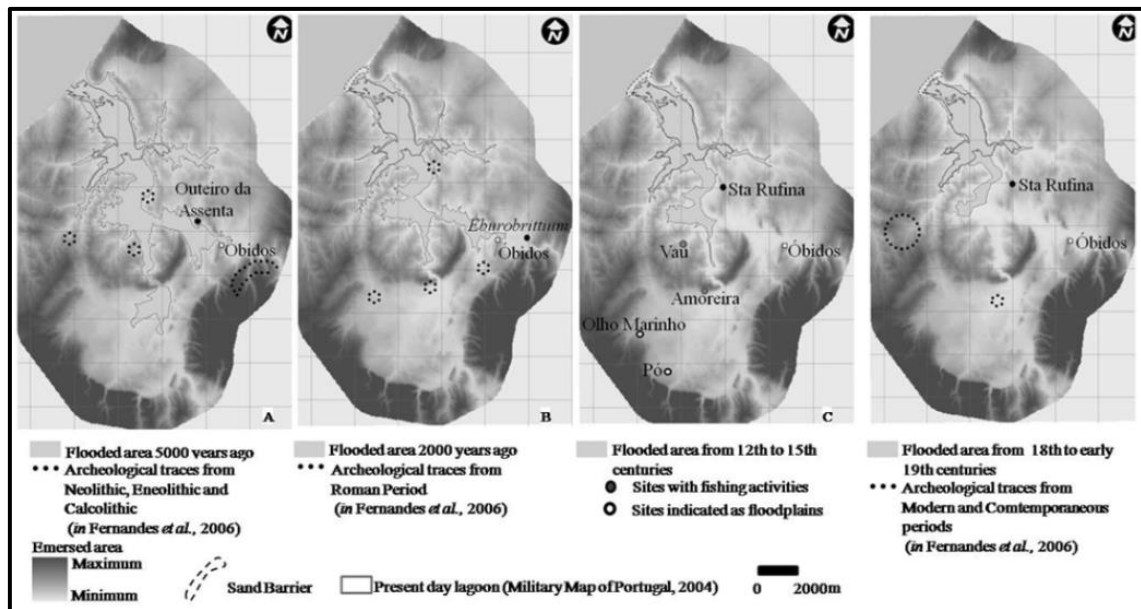 N
N
N
N
Outeiro da
Assenta
Óbidos
A
Eburobrittum
Óbidos
B
Sta Rufina
Vau
Óbidos
Amoreira
Olho Marinho
Pó
C
Sta Rufina
Óbidos
Flooded area 5000 years ago
Archeological traces from
Neolithic, Eneolithic and
Calcolithic
(in Fernandes et al., 2006)
Flooded area 2000 years ago
Archeological traces from
Roman Period
(in Fernandes et al., 2006)
Flooded area from 12th to 15th
centuries
Sites with fishing activities
Sites indicated as floodplains
Flooded area from 18th to early
19th centuries
Archeological traces from
Modern and Comtemporaneous
periods
(in Fernandes et al., 2006)
Emersed area
Maximum
Minimum
Sand Barrier
Present day lagoon (Military Map of Portugal, 2004)
0 2000m